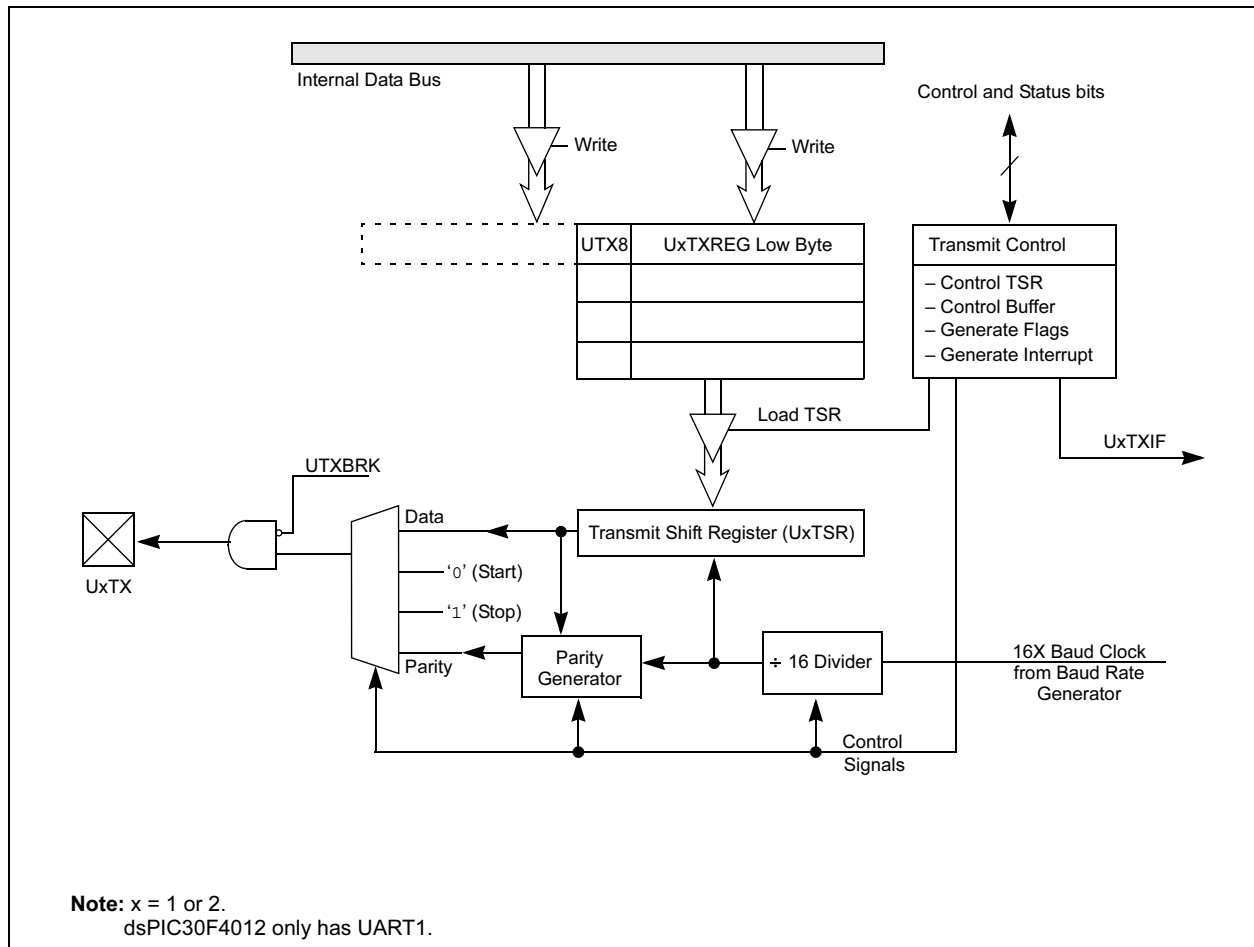 Internal Data Bus
Control and Status bits
Write
Write
UTX8
UxTXREG Low Byte
Transmit Control
– Control TSR
– Control Buffer
– Generate Flags
– Generate Interrupt
Load TSR
UxTXIF
UTXBRK
Data
Transmit Shift Register (UxTSR)
UxTX
‘0’ (Start)
‘1’ (Stop)
Parity
Parity
Generator
÷ 16 Divider
16X Baud Clock
from Baud Rate
Generator
Control
Signals
Note: x = 1 or 2.
dsPIC30F4012 only has UART1.